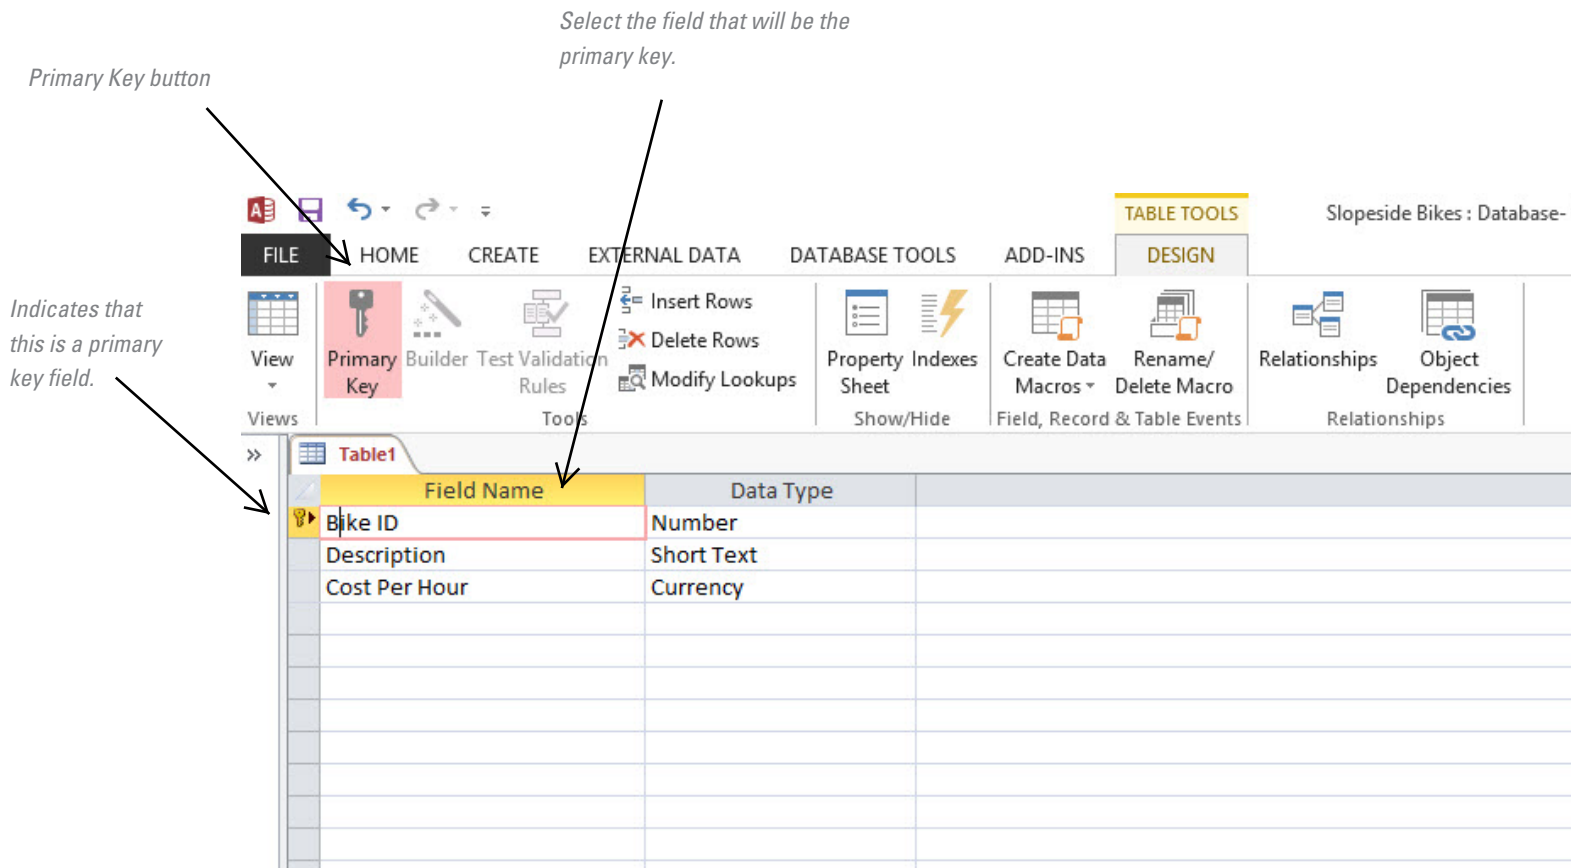 Select the field that will be the
primary key.
Primary Key button
Indicates that
this is a primary
key field.
A
TABLE TOOLS
Slopeside Bikes : Database-
FILE HOME CREATE EXTERNAL DATA DATABASE TOOLS ADD-INS DESIGN
View
Primary Key
Builder
Test Validation Rules
Insert Rows
Delete Rows
Modify Lookups
Property Sheet
Indexes
Create Data Macros
Rename/ Delete Macro
Relationships
Object Dependencies
Views Tools Show/Hide Field, Record & Table Events Relationships
» Table1
Field Name Data Type
Bike ID Number
Description Short Text
Cost Per Hour Currency